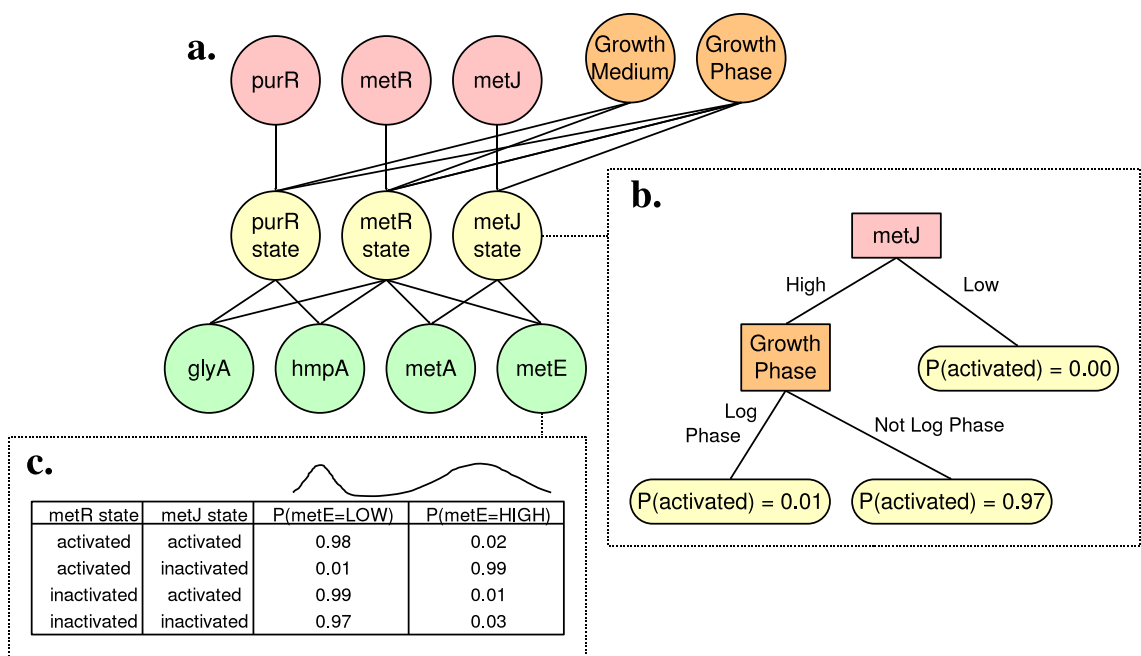 a.
purR
metR
metJ
Growth
Medium
Growth
Phase
purR
state
metR
state
metJ
state
glyA
hmpA
metA
metE
b.
metJ
High
Low
Growth
Phase
P(activated) = 0.00
Log
Phase
Not Log Phase
P(activated) = 0.01
P(activated) = 0.97
c.
metR state metJ state P(metE=LOW) P(metE=HIGH)
activated activated 0.98 0.02
activated inactivated 0.01 0.99
inactivated activated 0.99 0.01
inactivated inactivated 0.97 0.03